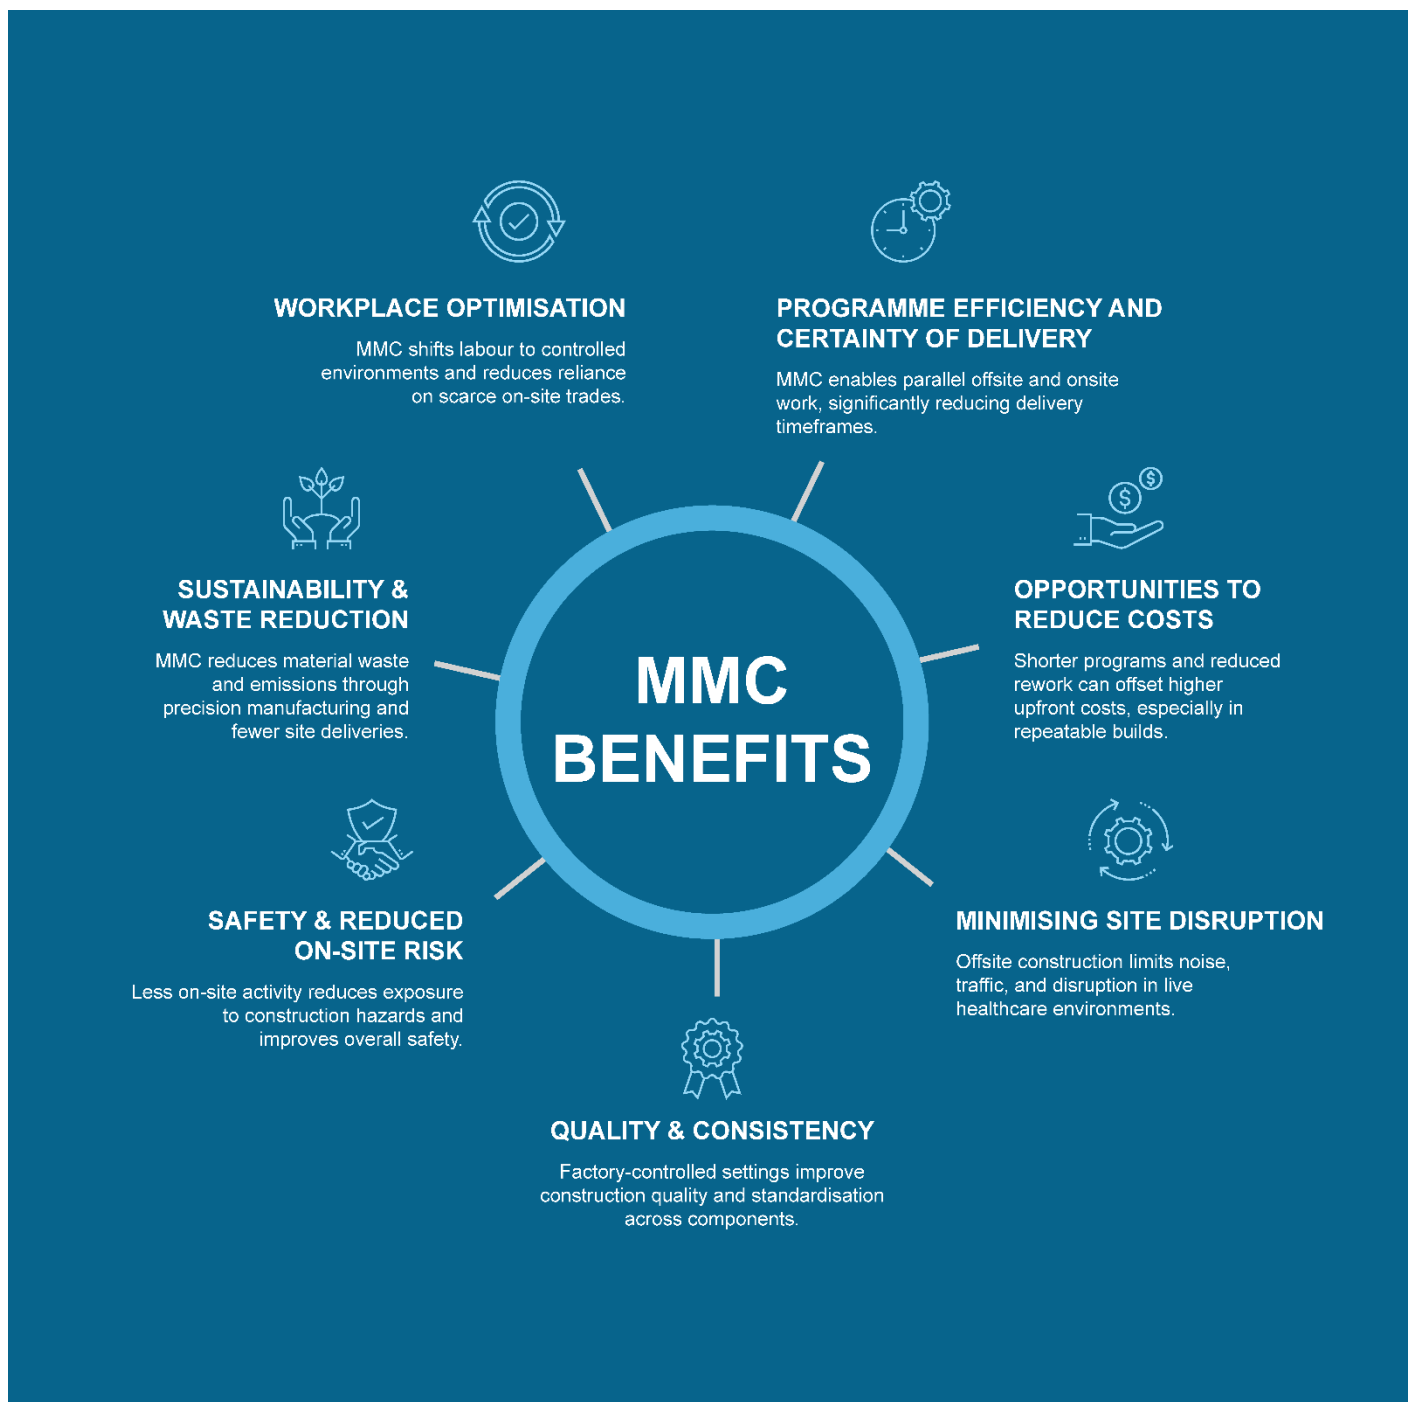 WORKPLACE OPTIMISATION
MMC shifts labour to controlled
environments and reduces reliance
on scarce on-site trades.
PROGRAMME EFFICIENCY AND
CERTAINTY OF DELIVERY
MMC enables parallel offsite and onsite
work, significantly reducing delivery
timeframes.
SUSTAINABILITY &
WASTE REDUCTION
MMC reduces material waste
and emissions through
precision manufacturing and
fewer site deliveries.
OPPORTUNITIES TO
REDUCE COSTS
Shorter programs and reduced
rework can offset higher
upfront costs, especially in
repeatable builds.
MMC
BENEFITS
SAFETY & REDUCED
ON-SITE RISK
Less on-site activity reduces exposure
to construction hazards and
improves overall safety.
MINIMISING SITE DISRUPTION
Offsite construction limits noise,
traffic, and disruption in live
healthcare environments.
QUALITY & CONSISTENCY
Factory-controlled settings improve
construction quality and standardisation
across components.